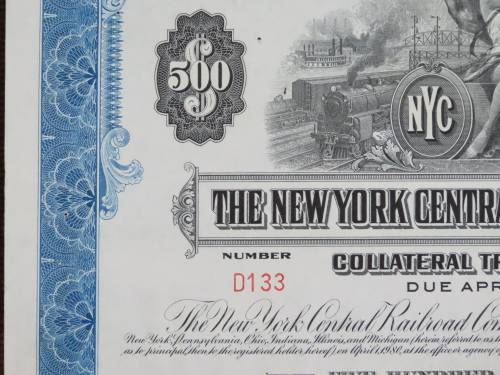 $
500
NYC
THE NEW YORK CENTRA
NUMBER
COLLATERAL TR
D133
DUE APR
The New York Central Railroad Com
New York, Pennsylvania, Ohio, Indiana, Illinois, and Michigan (herein referred to as t
as to principal, then to the registered holder hereof), on April 1, 1980, at the office or agency o
FIVE HUNDRED